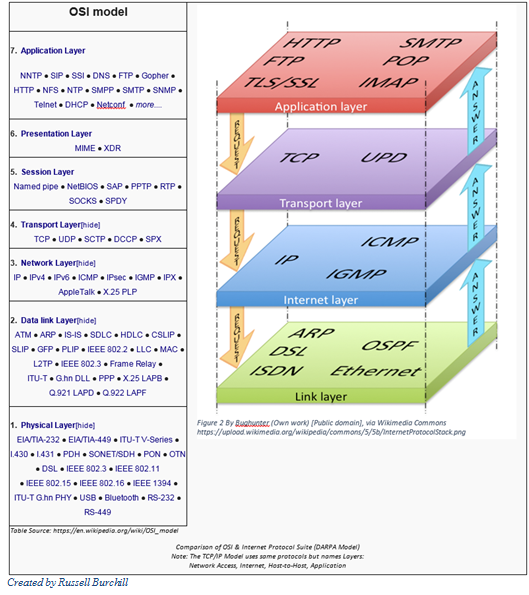 OSI model
7. Application Layer
NNTP • SIP • SSI • DNS • FTP • Gopher •
HTTP • NFS • NTP • SMPP • SMTP • SNMP •
Telnet • DHCP • Netconf • more....
6. Presentation Layer
MIME • XDR
5. Session Layer
Named pipe • NetBIOS • SAP • PPTP • RTP •
SOCKS • SPDY
4. Transport Layer[hide]
TCP • UDP • SCTP • DCCP • SPX
3. Network Layer[hide]
IP • IPv4 • IPv6 • ICMP • IPsec • IGMP • IPX •
AppleTalk • X.25 PLP
2. Data link Layer[hide]
ATM • ARP • IS-IS • SDLC • HDLC • CSLIP •
SLIP • GFP • PLIP • IEEE 802.2 • LLC • MAC •
L2TP • IEEE 802.3 • Frame Relay •
ITU-T • G.hn DLL • PPP • X.25 LAPB •
Q.921 LAPD • Q.922 LAPF
1. Physical Layer[hide]
EIA/TIA-232 • EIA/TIA-449 • ITU-T V-Series •
I.430 • I.431 • PDH • SONET/SDH • PON • OTN
• DSL • IEEE 802.3 • IEEE 802.11
• IEEE 802.15 • IEEE 802.16 • IEEE 1394 •
ITU-T G.hn PHY • USB • Bluetooth • RS-232 •
RS-449
Table Source: https://en.wikipedia.org/wiki/OSI_model
HTTP SMTP
FTP POP
TLS/SSL IMAP
Application layer
ANSWER
TCP UPD
Transport layer
ANSWER
ICMP
IP
IGMP
Internet layer
ANSWER
ARP
DSL OSPF
ISDN Ethernet
Link layer
Figure 2 By Bughunter (Own work) [Public domain], via Wikimedia Commons
https://upload.wikimedia.org/wikipedia/commons/5/5b/InternetProtocolStack.png
Comparison of OSI & Internet Protocol Suite (DARPA Model)
Note: The TCP/IP Model uses some protocols but names Layers:
Network Access, Internet, Host-to-Host, Application
Created by Russell Burchill